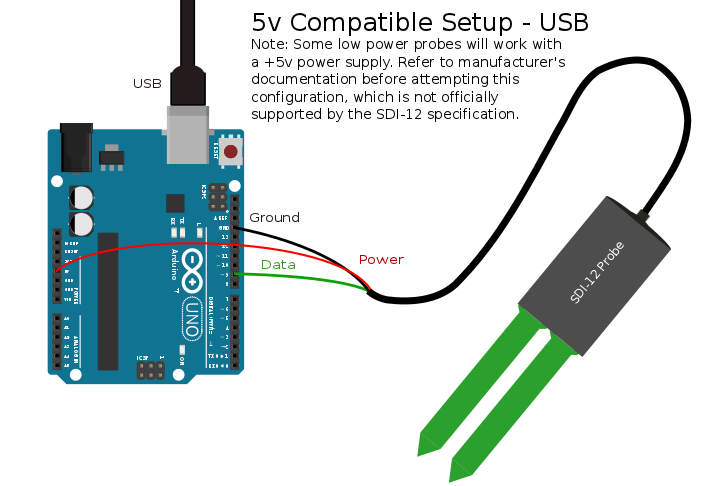 5v Compatible Setup - USB
Note: Some low power probes will work with
a +5v power supply. Refer to manufacturer's
documentation before attempting this
configuration, which is not officially
supported by the SDI-12 specification.
USB
RESET
Ground
Power
Data
SDI-12 Probe
Arduino
UNO